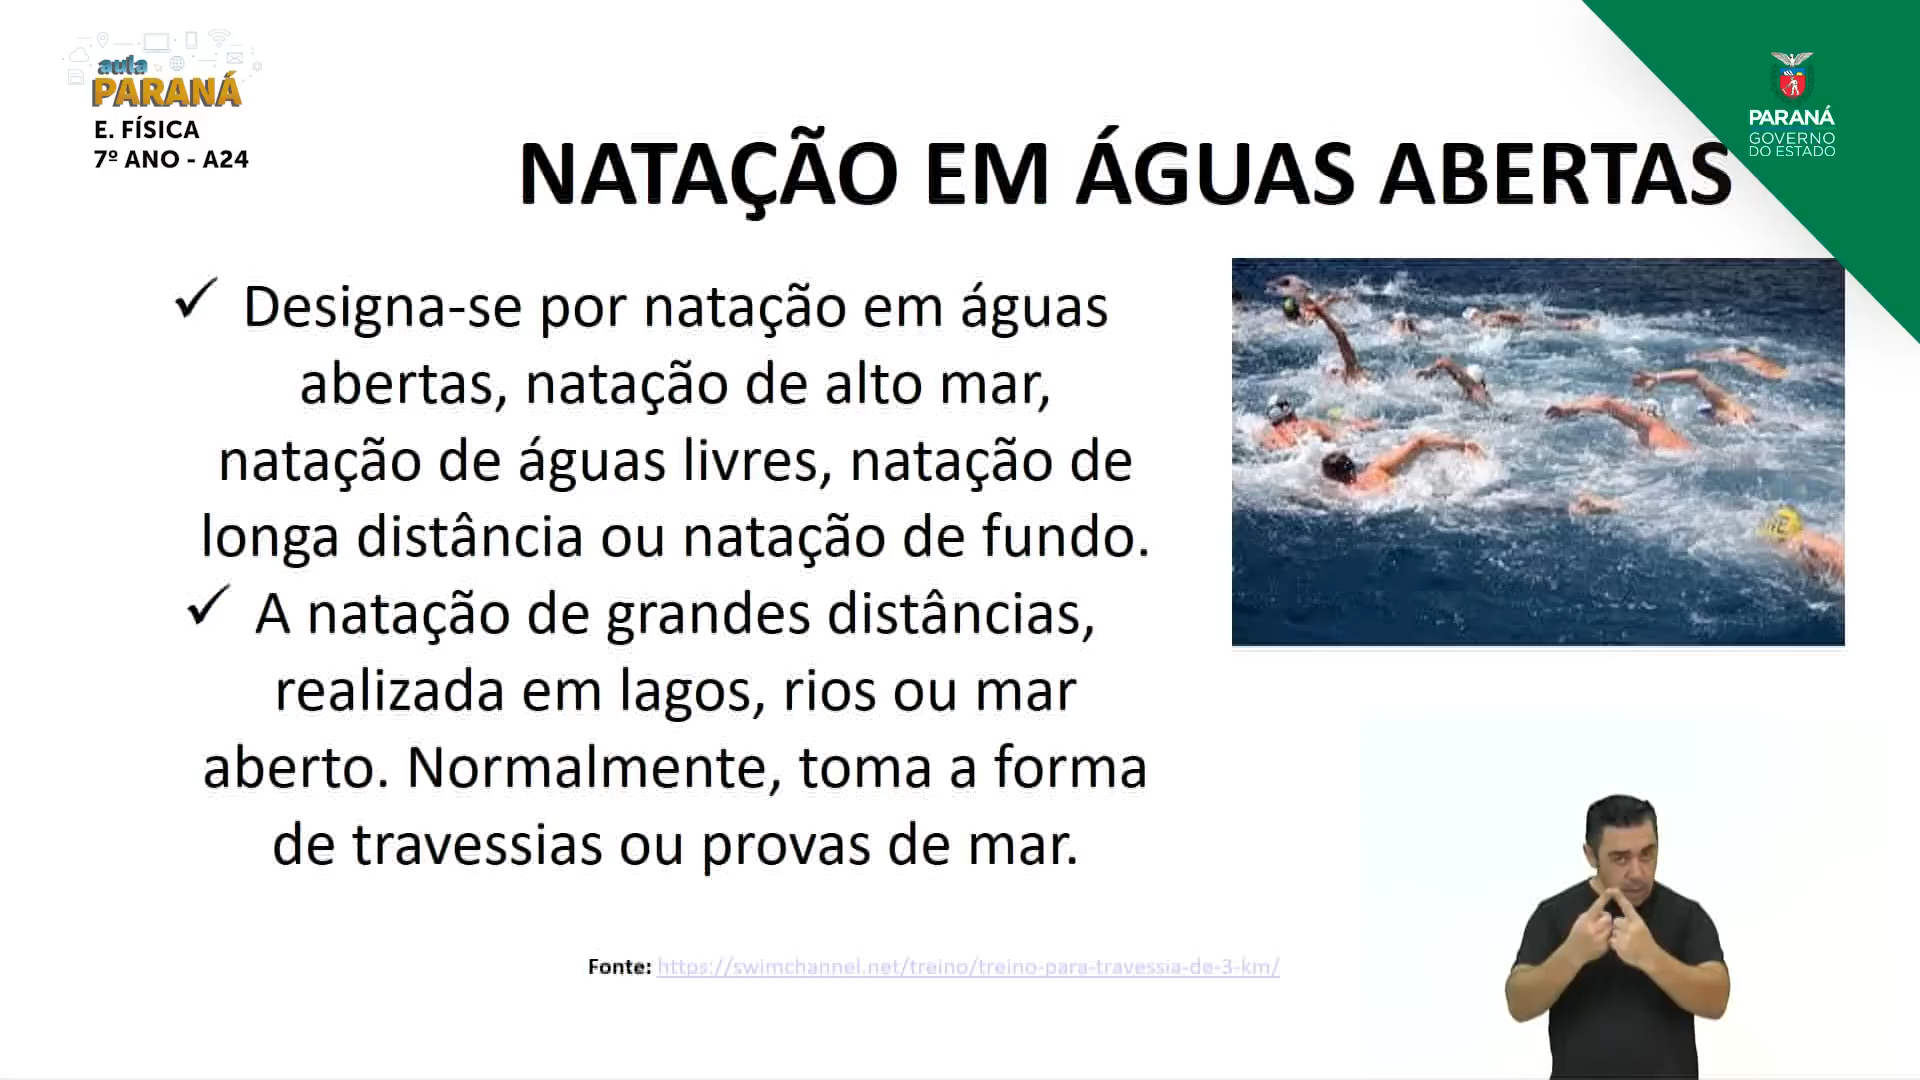 aula
PARANÁ
E. FÍSICA
7º ANO - A24
PARANÁ
GOVERNO
DO ESTADO
NATAÇÃO EM ÁGUAS ABERTAS
✓ Designa-se por natação em águas
abertas, natação de alto mar,
natação de águas livres, natação de
longa distância ou natação de fundo.
✓ A natação de grandes distâncias,
realizada em lagos, rios ou mar
aberto. Normalmente, toma a forma
de travessias ou provas de mar.
Fonte: https://swimchannel.net/treino/treino-para-travessia-de-3-km/